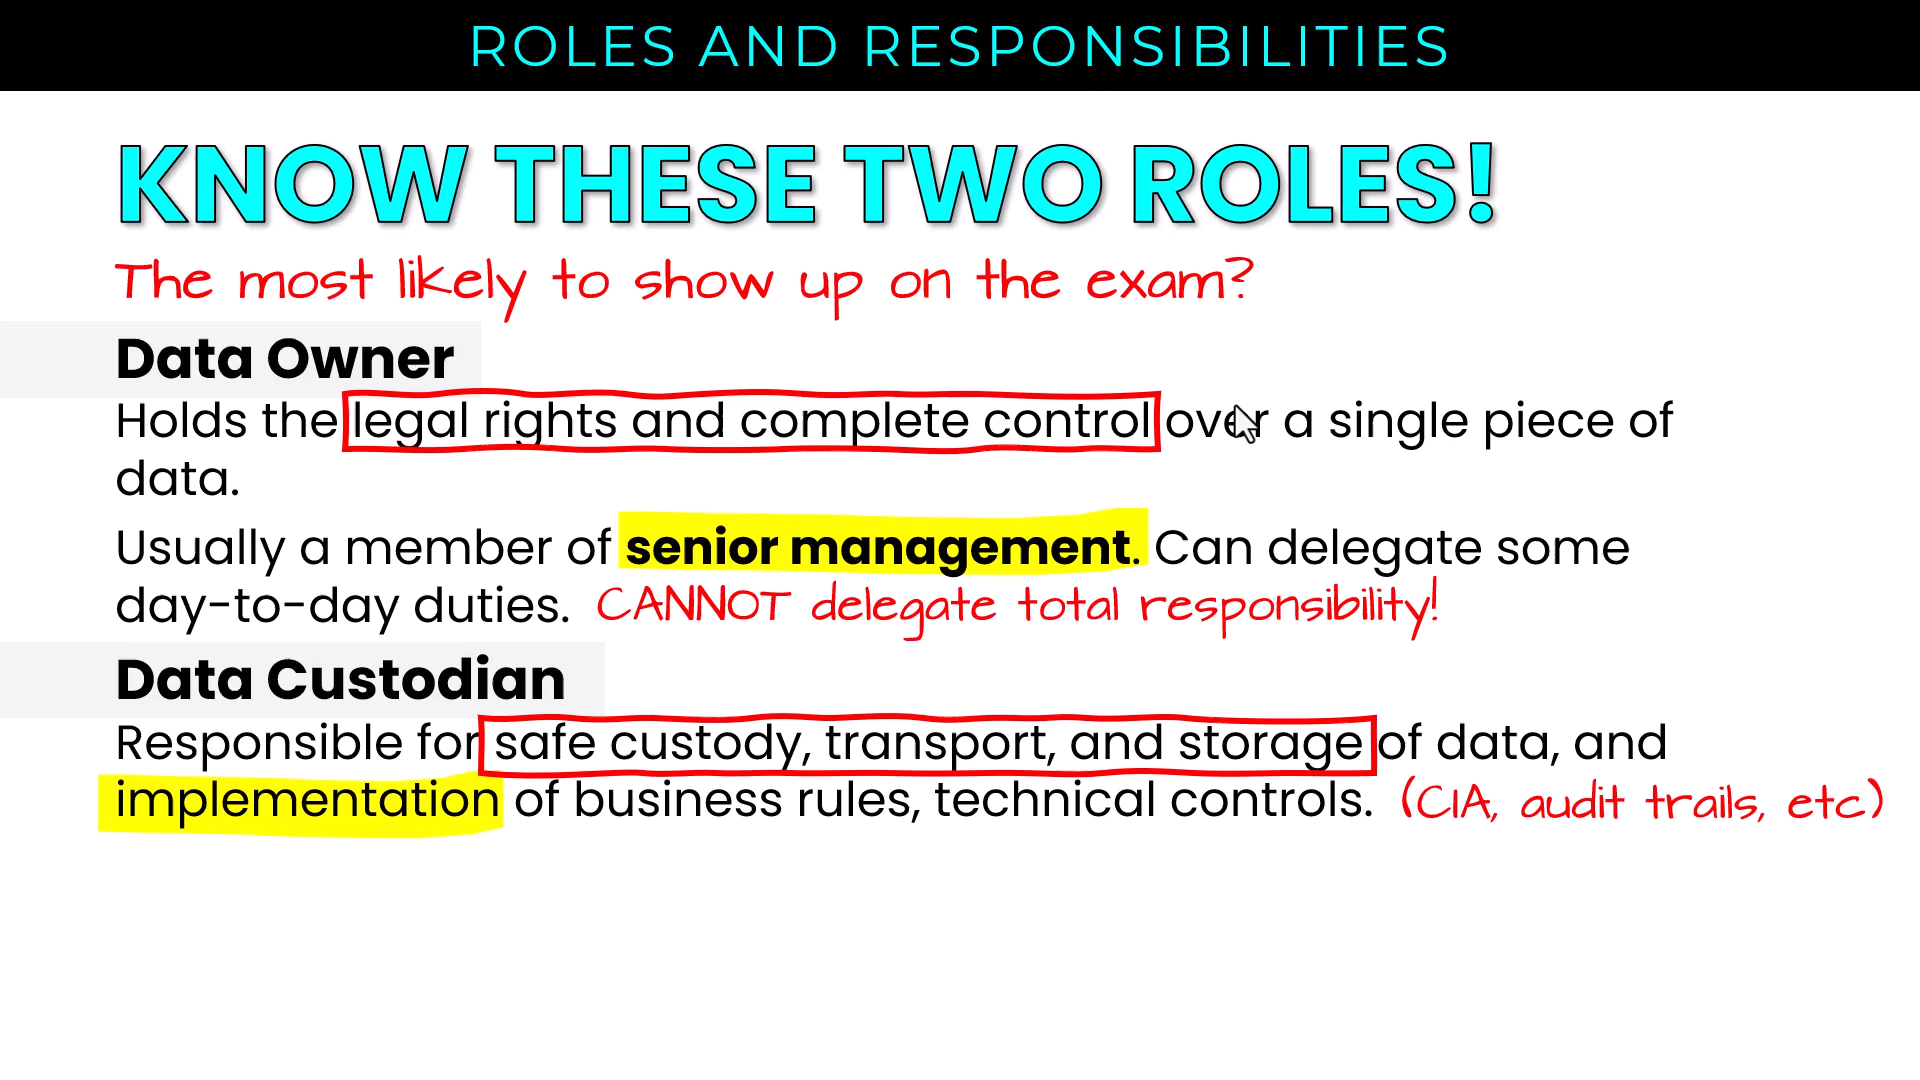 ROLES AND RESPONSIBILITIES
KNOW THESE TWO ROLES!
The most likely to show up on the exam?
Data Owner
Holds the legal rights and complete control over a single piece of
data.
Usually a member of senior management. Can delegate some
day-to-day duties. CANNOT delegate total responsibility!
Data Custodian
Responsible for safe custody, transport, and storage of data, and
implementation of business rules, technical controls. (CIA, audit trails, etc)